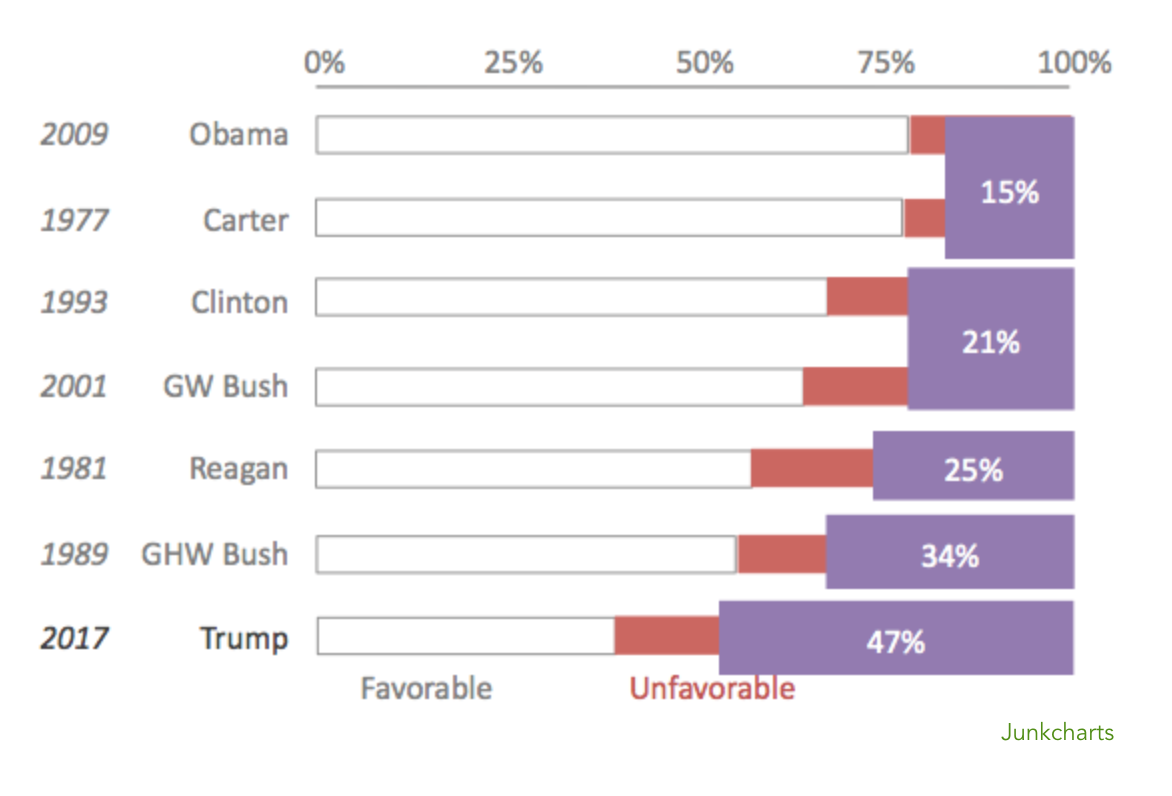 0% 25% 50% 75% 100%
2009 Obama
15%
1977 Carter
1993 Clinton
21%
2001 GW Bush
1981 Reagan 25%
1989 GHW Bush 34%
2017 Trump 47%
Favorable Unfavorable
Junkcharts